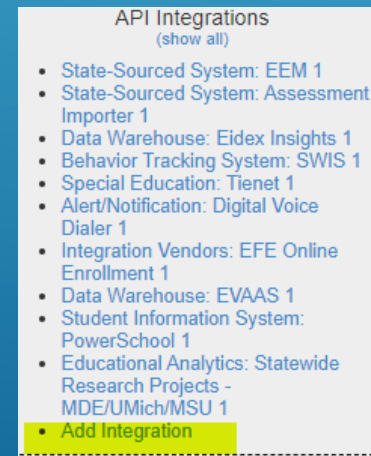 API Integrations
(show all)
• State-Sourced System: EEM 1
• State-Sourced System: Assessment
Importer 1
• Data Warehouse: Eidex Insights 1
• Behavior Tracking System: SWIS 1
• Special Education: Tienet 1
• Alert/Notification: Digital Voice
Dialer 1
• Integration Vendors: EFE Online
Enrollment 1
• Data Warehouse: EVAAS 1
• Student Information System:
PowerSchool 1
• Educational Analytics: Statewide
Research Projects -
MDE/UMich/MSU 1
• Add Integration